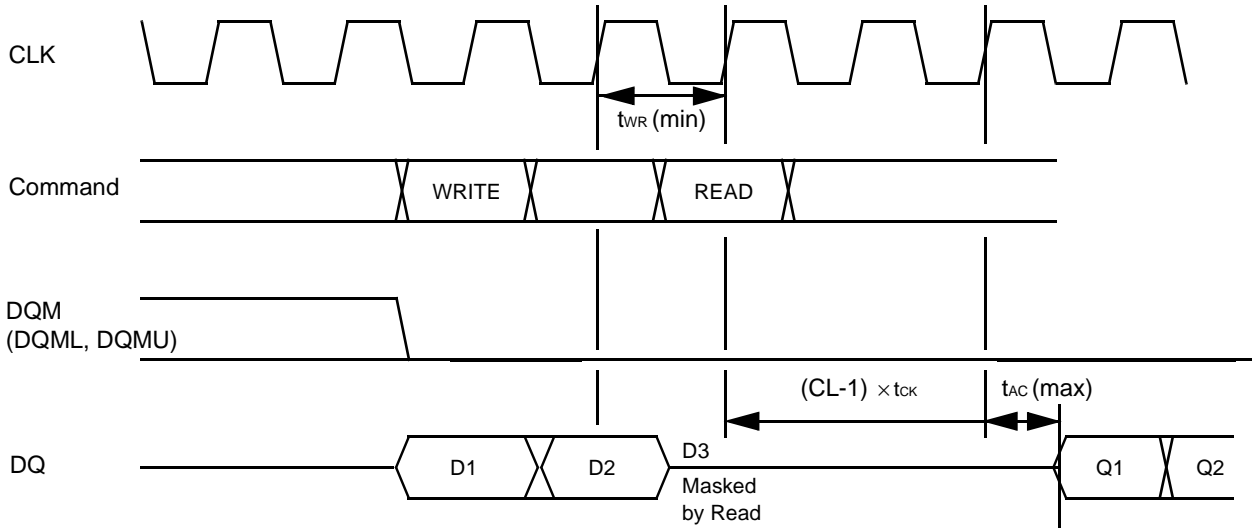 CLK
tWR (min)
Command
WRITE
READ
DQM
(DQML, DQMU)
(CL-1) × tCK
tAC (max)
DQ
D1
D2
D3
Masked
by Read
Q1
Q2